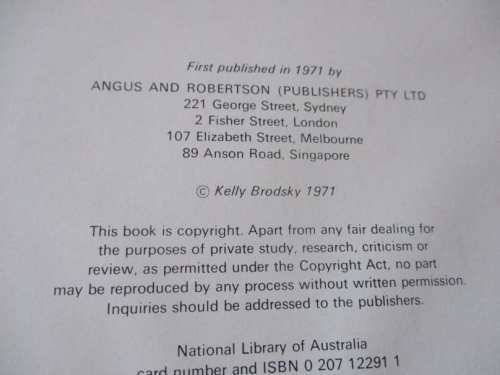 First published in 1971 by
ANGUS AND ROBERTSON (PUBLISHERS) PTY LTD
221 George Street, Sydney
2 Fisher Street, London
107 Elizabeth Street, Melbourne
89 Anson Road, Singapore
© Kelly Brodsky 1971
This book is copyright. Apart from any fair dealing for
the purposes of private study, research, criticism or
review, as permitted under the Copyright Act, no part
may be reproduced by any process without written permission.
Inquiries should be addressed to the publishers.
National Library of Australia
card number and ISBN 0 207 12291 1